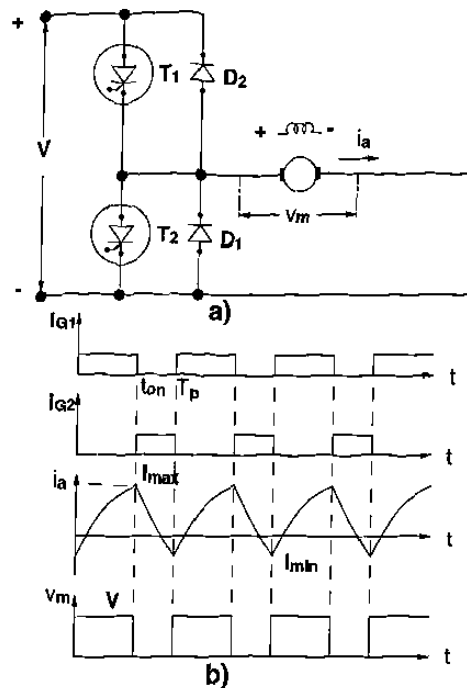 +
T1
D2
+
-
ia
V
Vm
T2
D1
-
a)
IG1
ton
Tp
t
iG2
t
ia
Imax
Imin
t
Vm
V
t
b)